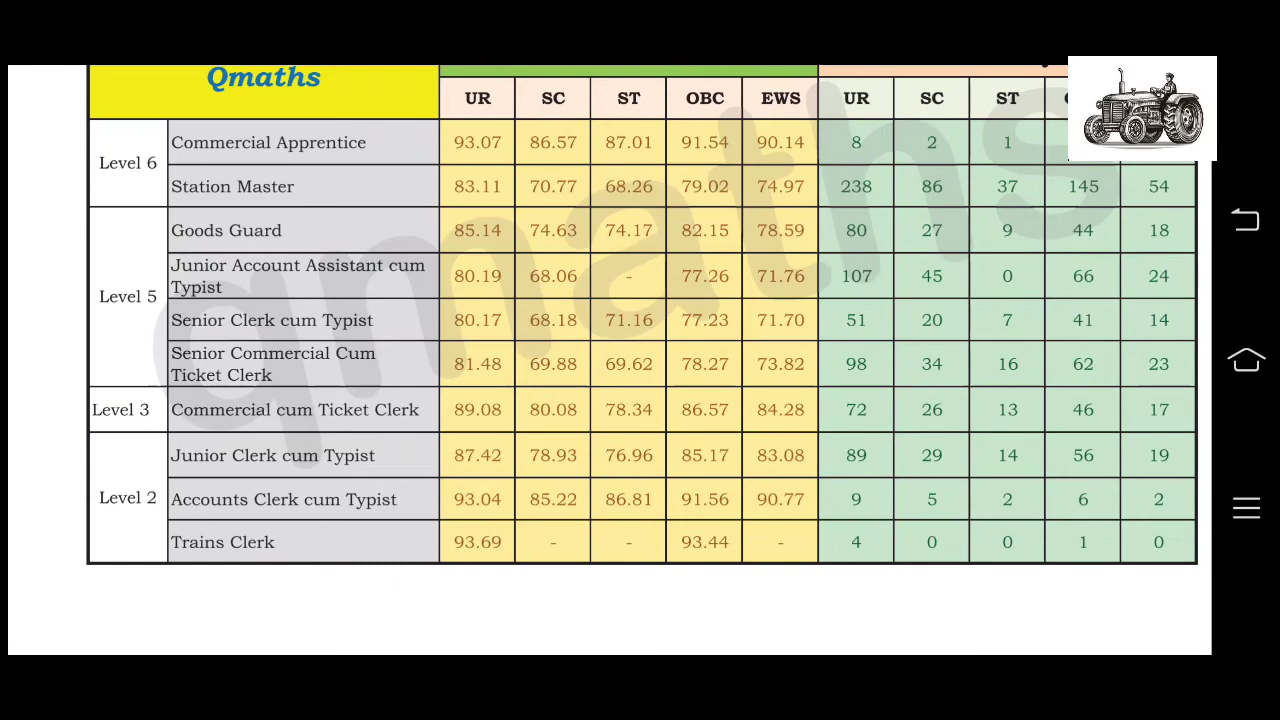 Qmaths
UR SC ST OBC EWS UR SC ST
Level 6
Commercial Apprentice 93.07 86.57 87.01 91.54 90.14 8 2 1
Station Master 83.11 70.77 68.26 79.02 74.97 238 86 37 145 54
Level 5
Goods Guard 85.14 74.63 74.17 82.15 78.59 80 27 9 44 18
Junior Account Assistant cum
Typist 80.19 68.06 - 77.26 71.76 107 45 0 66 24
Senior Clerk cum Typist 80.17 68.18 71.16 77.23 71.70 51 20 7 41 14
Senior Commercial Cum
Ticket Clerk 81.48 69.88 69.62 78.27 73.82 98 34 16 62 23
Level 3 Commercial cum Ticket Clerk 89.08 80.08 78.34 86.57 84.28 72 26 13 46 17
Level 2
Junior Clerk cum Typist 87.42 78.93 76.96 85.17 83.08 89 29 14 56 19
Accounts Clerk cum Typist 93.04 85.22 86.81 91.56 90.77 9 5 2 6 2
Trains Clerk 93.69 - - 93.44 - 4 0 0 1 0
qmaths